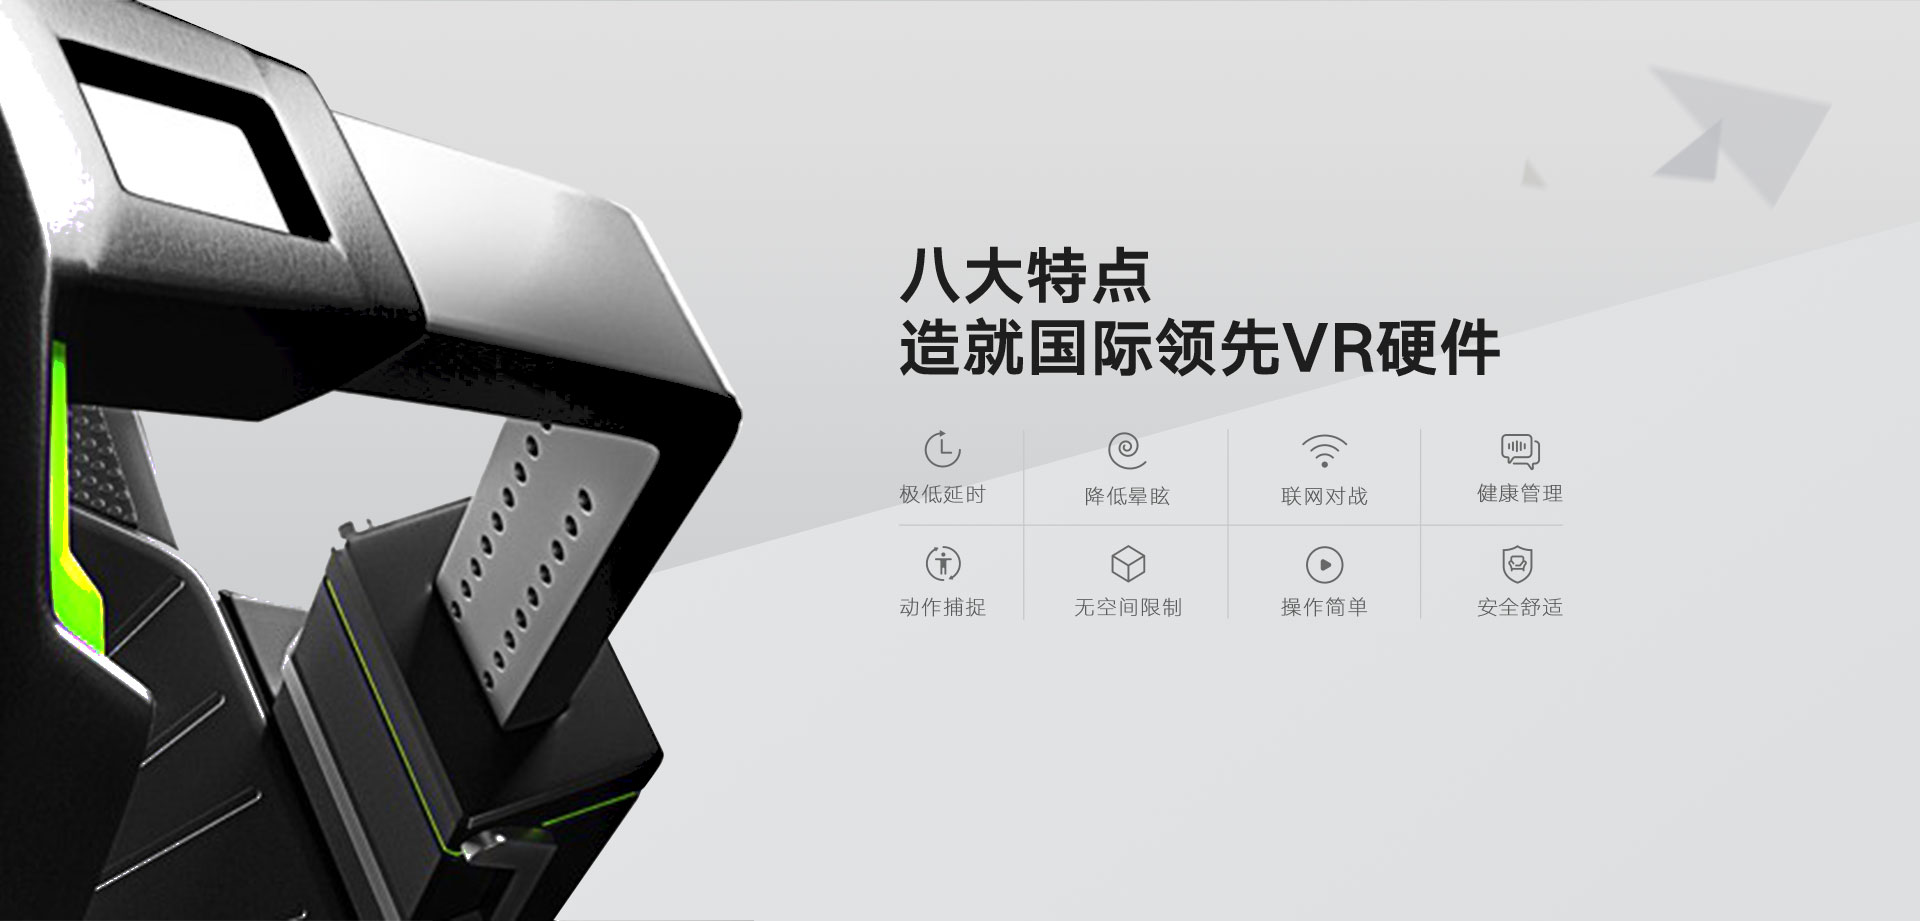 八大特点
造就国际领先VR硬件
极低延时
降低晕眩
联网对战
健康管理
动作捕捉
无空间限制
操作简单
安全舒适